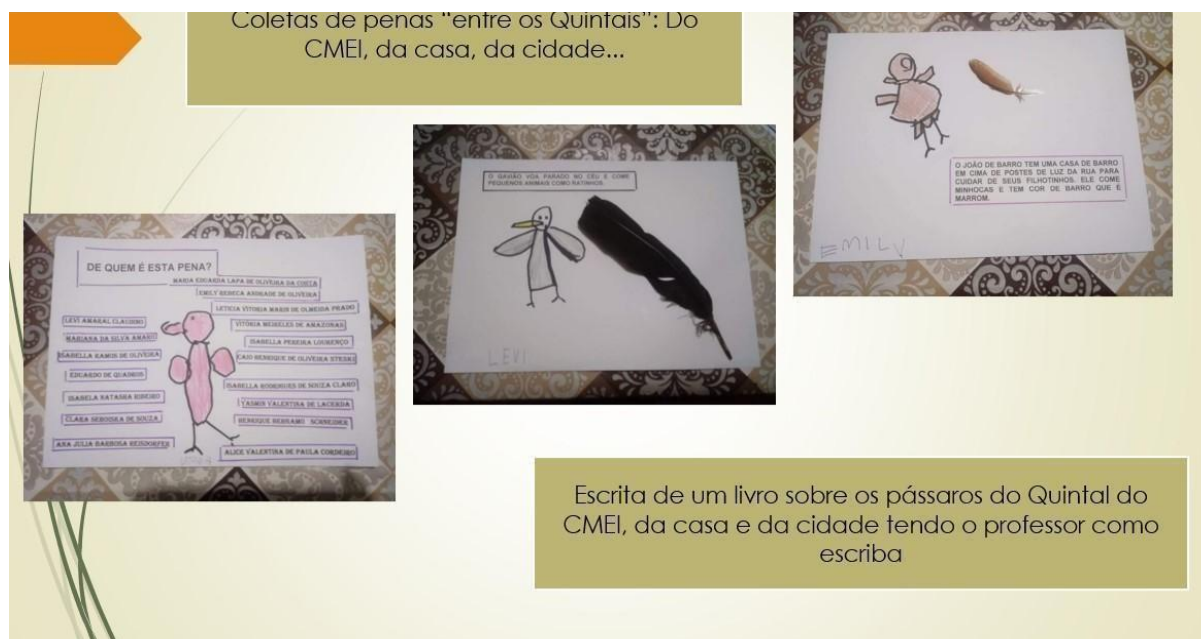 Coletas de penas "entre os Quintais": Do
CMEI, da casa, da cidade...
O JOÃO DE BARRO TEM UMA CASA DE BARRO
EM CIMA DE POSTES DE LUZ DA RUA PARA
CUIDAR DE SEUS FILHOTINHOS. ELE COME
MINHOCAS E TEM COR DE BARRO QUE É
MARROM.
EMILY
O GAVIÃO VOA PARADO NO CÉU E COME
PEQUENOS ANIMAIS COMO RATINHOS.
LEVI
DE QUEM É ESTA PENA?
MARIA EDUARDA LAPA DE OLIVEIRA DA COSTA
EMILY REBECA ANDRADE DE OLIVEIRA
LETICIA VITÓRIA MARIN DE OLMEIDA PRADO
LEVI AMARAL CLAUDINO
VITÓRIA MEIRELES DE AMAZONAS
MARIANA DA SILVA AMARO
ISABELLA PEREIRA LOURENÇO
ISABELLA RAMOS DE OLIVEIRA
CAIO HENRIQUE DE OLIVEIRA
EDUARDO DE QUADROS
ISABELLA RODRIGUES DE SOUZA CLARO
ISABELA NATASHA RIBEIRO
YASMIN VALENTINA DE LACERDA
CLARA DE SOUZA
HENRIQUE SCHNEIDER
ANA JULIA BARBOSA
ALICE VALENTINA DE PAULA CORDEIRO
Escrita de um livro sobre os pássaros do Quintal do
CMEI, da casa e da cidade tendo o professor como
escriba